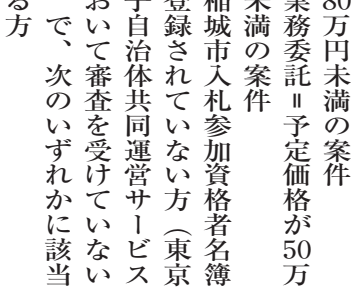 80万円未満の案件
業務委託＝予定価格が50万
未満の案件
稲城市入札参加資格者名簿
登録されていない方（東京
子自治体共同運営サービス
おいて審査を受けていない
で、次のいずれかに該当
る方